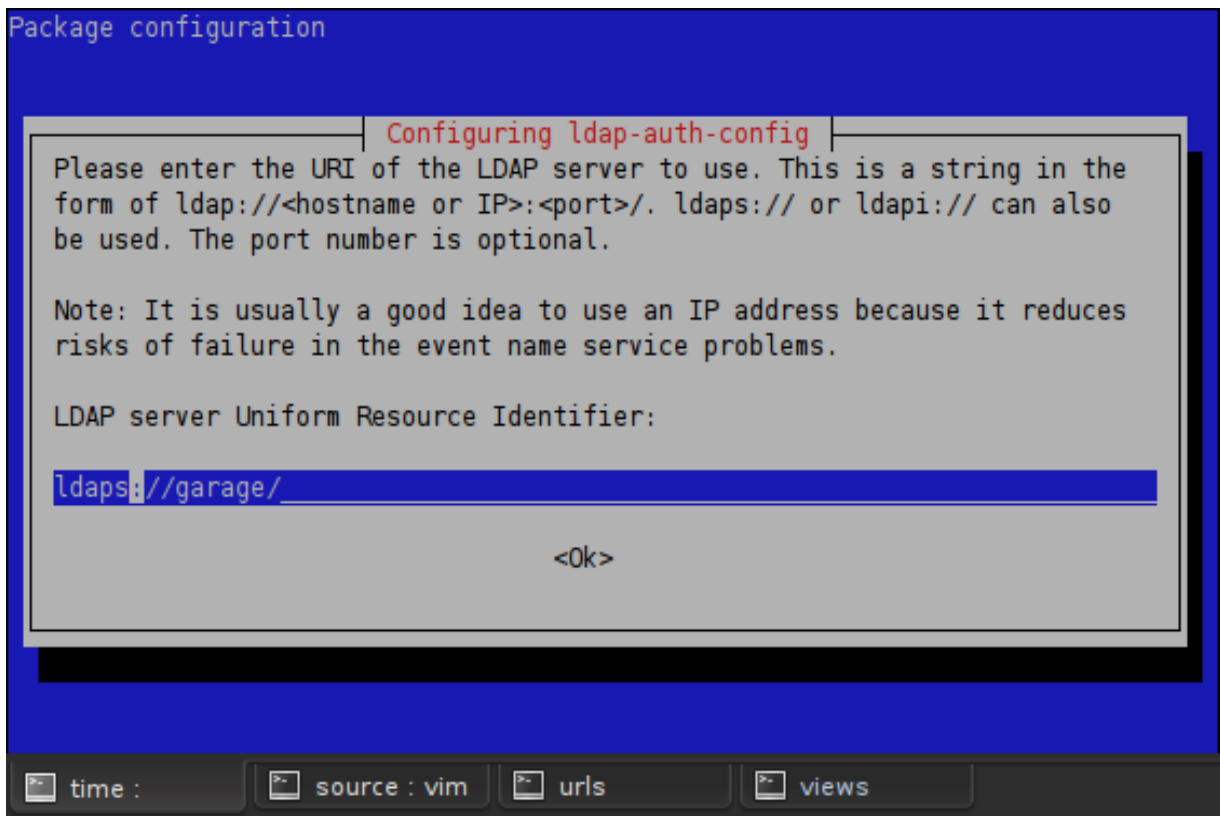 Package configuration
Configuring ldap-auth-config
Please enter the URI of the LDAP server to use. This is a string in the
form of ldap://<hostname or IP>:<port>/. ldaps:// or ldapi:// can also
be used. The port number is optional.
Note: It is usually a good idea to use an IP address because it reduces
risks of failure in the event name service problems.
LDAP server Uniform Resource Identifier:
ldaps://garage/
<Ok>
time :
source : vim
urls
views